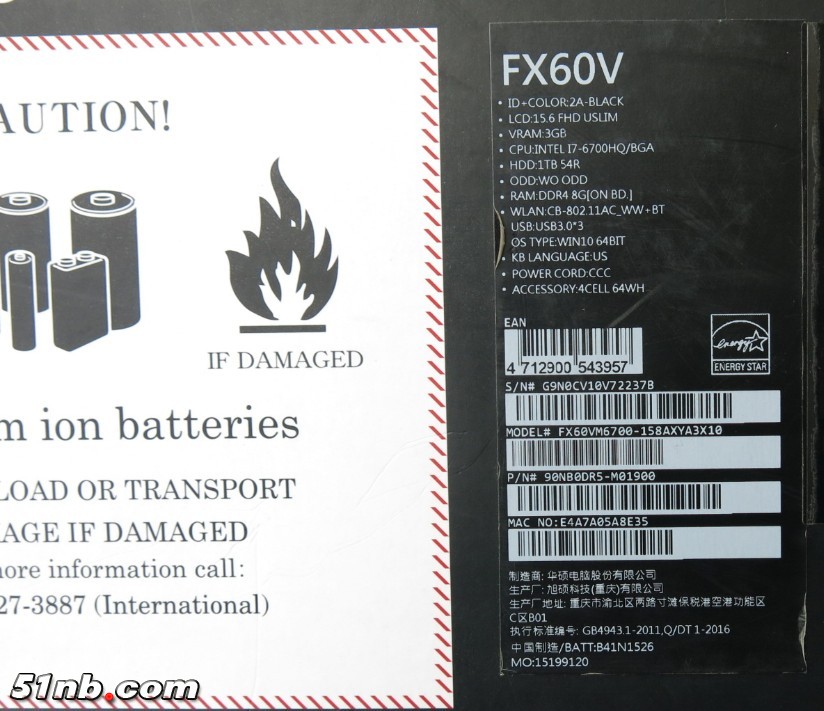 AUTION!
IF DAMAGED
m ion batteries
LOAD OR TRANSPORT
AGE IF DAMAGED
nore information call:
27-3887 (International)
FX60V
• ID+COLOR:2A-BLACK
• LCD:15.6 FHD USLIM
• VRAM:3GB
• CPU:INTEL I7-6700HQ/BGA
• HDD:1TB 54R
• ODD:WO ODD
• RAM:DDR4 8G[ON BD.]
• WLAN:CB-802.11AC_WW+BT
USB:USB3.0*3
OS TYPE:WIN10 64BIT
• KB LANGUAGE:US
• POWER CORD:CCC
• ACCESSORY:4CELL 64WH
EAN
4 712900 543957
energy
ENERGY STAR
S/N# G9N0CV10V72237B
MODEL# FX60VM6700-158AXYA3X10
P/N# 90NB0DR5-M01900
MAC NO:E4A7A05A8E35
制造商: 华硕电脑股份有限公司
生产厂: 旭硕科技(重庆)有限公司
生产厂地址: 重庆市渝北区两路寸滩保税港空港功能区
C区B01
执行标准编号: GB4943.1-2011,Q/DT 1-2016
中国制造/BATT:B41N1526
MO:15199120
51nb.com